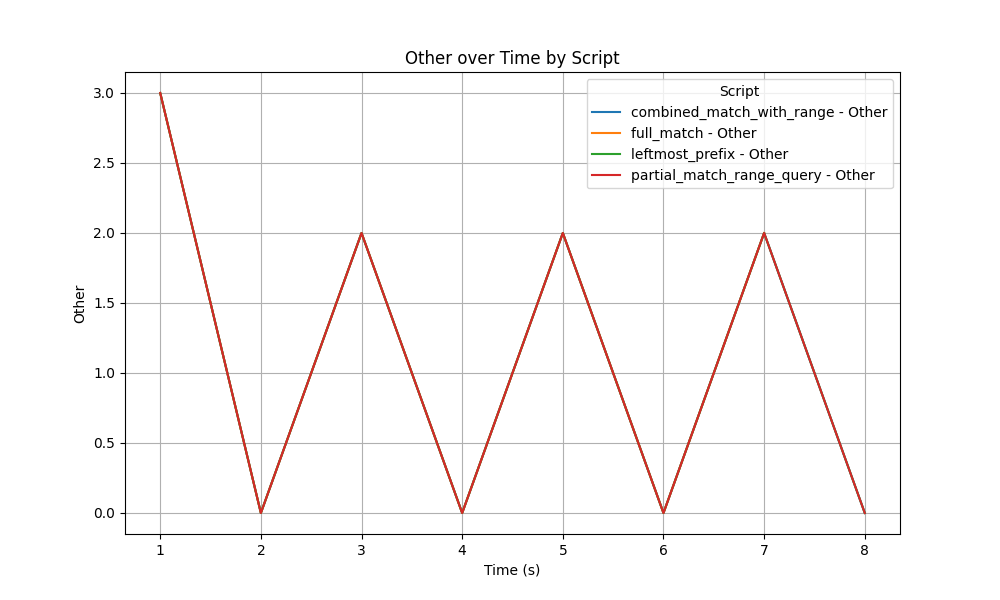 Other over Time by Script
Script
combined_match_with_range - Other
full_match - Other
leftmost_prefix - Other
partial_match_range_query - Other
3.0
2.5
2.0
1.5
1.0
0.5
0.0
Other
1 2 3 4 5 6 7 8
Time (s)